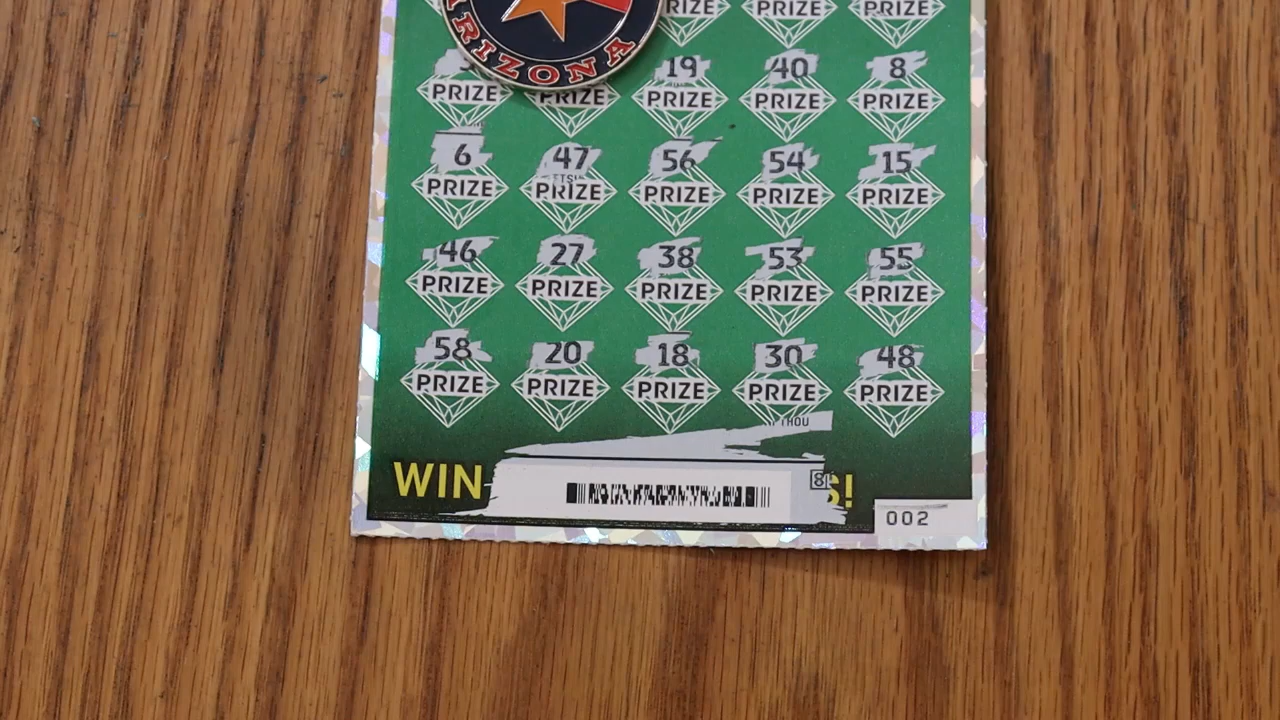 ARIZONA
PRIZE PRIZE PRIZE
19 40 8
PRIZE PRIZE PRIZE PRIZE PRIZE
6 47 56 54 15
PRIZE PRIZE PRIZE PRIZE PRIZE
46 27 38 53 55
PRIZE PRIZE PRIZE PRIZE PRIZE
58 20 18 30 48
PRIZE PRIZE PRIZE PRIZE PRIZE
THOU
WIN S!
8
002